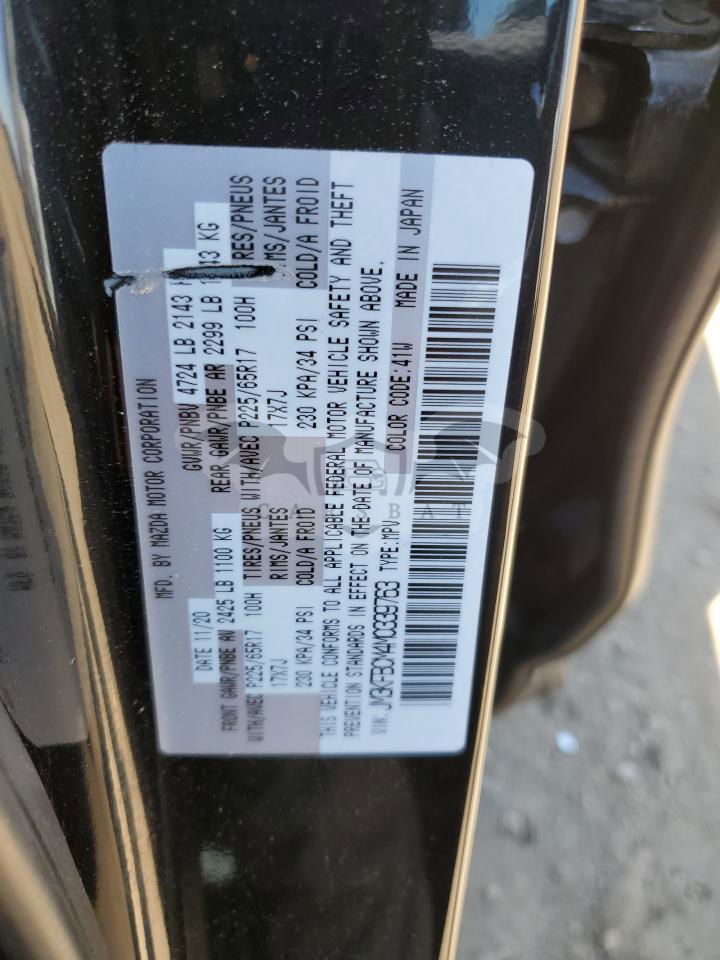 MFD. BY MAZDA MOTOR CORPORATION
DATE 11/20 GVWR/PNBV 4724 LB 2143
FRONT GAWR/PNBE AV 2425 LB 1100 KG REAR GAWR/PNBE AR 2299 LB 43 KG
WITH/AVEC P225/65R17 100H TIRES/PNEUS WITH/AVEC P225/65R17 100H TIRES/PNEUS
17X7J RIMS/JANTES 17X7J RIMS/JANTES
230 KPA/34 PSI COLD/A FROID 230 KPA/34 PSI COLD/A FROID
THIS VEHICLE CONFORMS TO ALL APPLICABLE FEDERAL MOTOR VEHICLE SAFETY AND THEFT
PREVENTION STANDARDS IN EFFECT ON THE DATE OF MANUFACTURE SHOWN ABOVE.
VIN: JM3KFBCM4M0339763 TYPE:MPV COLOR CODE:41W MADE IN JAPAN